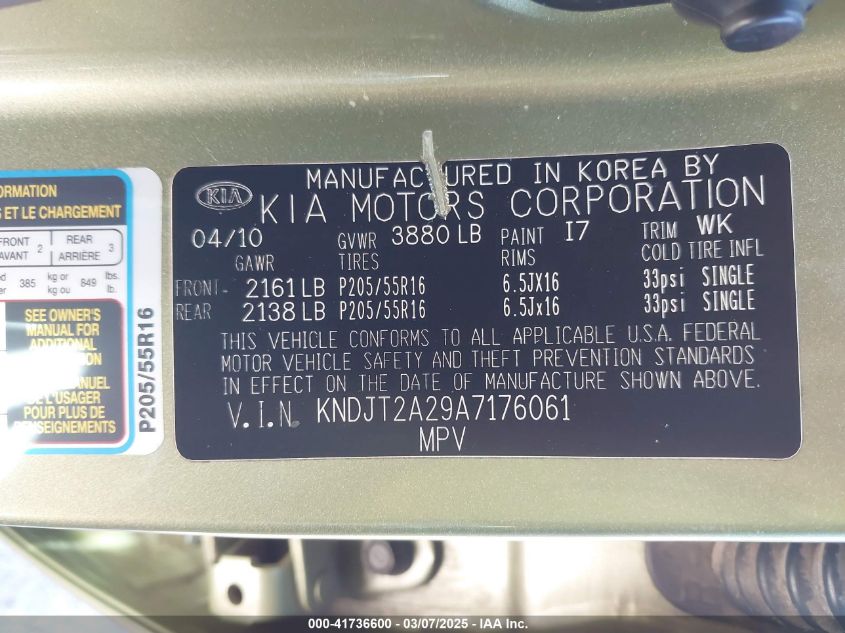 ORMATION
S ET LE CHARGEMENT
FRONT
AVANT 2
REAR
ARRIÈRE 3
385 kg or
kg ou 849 lbs.
lb.
SEE OWNER'S
MANUAL FOR
ADDITIONAL
DE L'USAGER
POUR PLUS DE
RENSEIGNEMENTS
P205/55R16
KIA
MANUFACTURED IN KOREA BY
KIA MOTORS CORPORATION
04/10 GVWR 3880 LB PAINT I7 TRIM WK
GAWR TIRES RIMS COLD TIRE INFL
FRONT- 2161 LB P205/55R16 6.5JX16 33psi SINGLE
REAR 2138 LB P205/55R16 6.5Jx16 33psi SINGLE
THIS VEHICLE CONFORMS TO ALL APPLICABLE U.S.A. FEDERAL
MOTOR VEHICLE SAFETY AND THEFT PREVENTION STANDARDS
IN EFFECT ON THE DATE OF MANUFACTURE SHOWN ABOVE.
V.I.N. KNDJT2A29A7176061
MPV
000-41736600 — 03/07/2025 — IAA Inc.